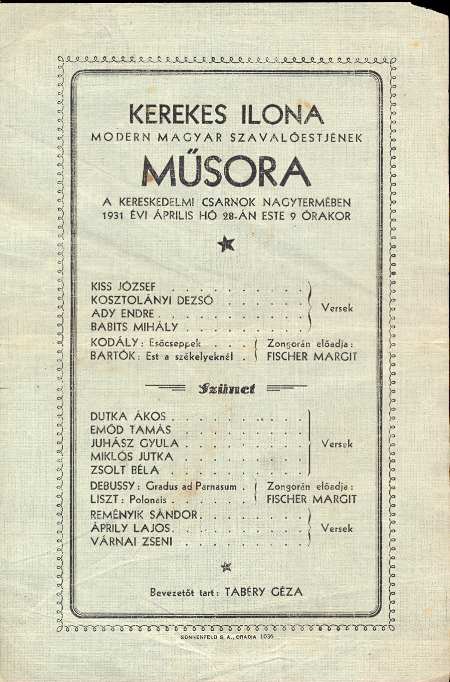 KEREKES ILONA
MODERN MAGYAR SZAVALÓESTJÉNEK
MŰSORA
A KERESKEDELMI CSARNOK NAGYTERMÉBEN
1931 ÉVI ÁPRILIS HÓ 28-ÁN ESTE 9 ÓRAKOR
KISS JÓZSEF
KOSZTOLÁNYI DEZSŐ
ADY ENDRE
BABITS MIHÁLY
Versek
KODÁLY: Esőcseppek
BARTÓK: Est a székelyeknél
Zongorán előadja:
FISCHER MARGIT
Szünet
DUTKA ÁKOS
EMŐD TAMÁS
JUHÁSZ GYULA
MIKLÓS JUTKA
ZSOLT BÉLA
Versek
DEBUSSY: Gradus ad Parnasum
LISZT: Polonais
Zongorán előadja:
FISCHER MARGIT
REMÉNYIK SÁNDOR
ÁPRILY LAJOS
VÁRNAI ZSENI
Versek
Bevezetőt tart: TABÉRY GÉZA
SONNENFELD S. A., ORADIA